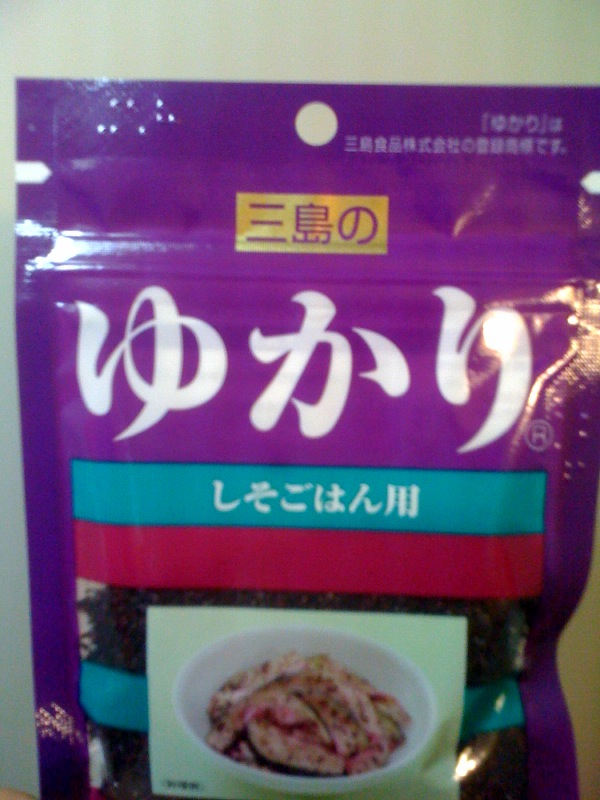 『ゆかり』は
三島食品株式会社の登録商標です。
三島の
ゆかり®
しそごはん用